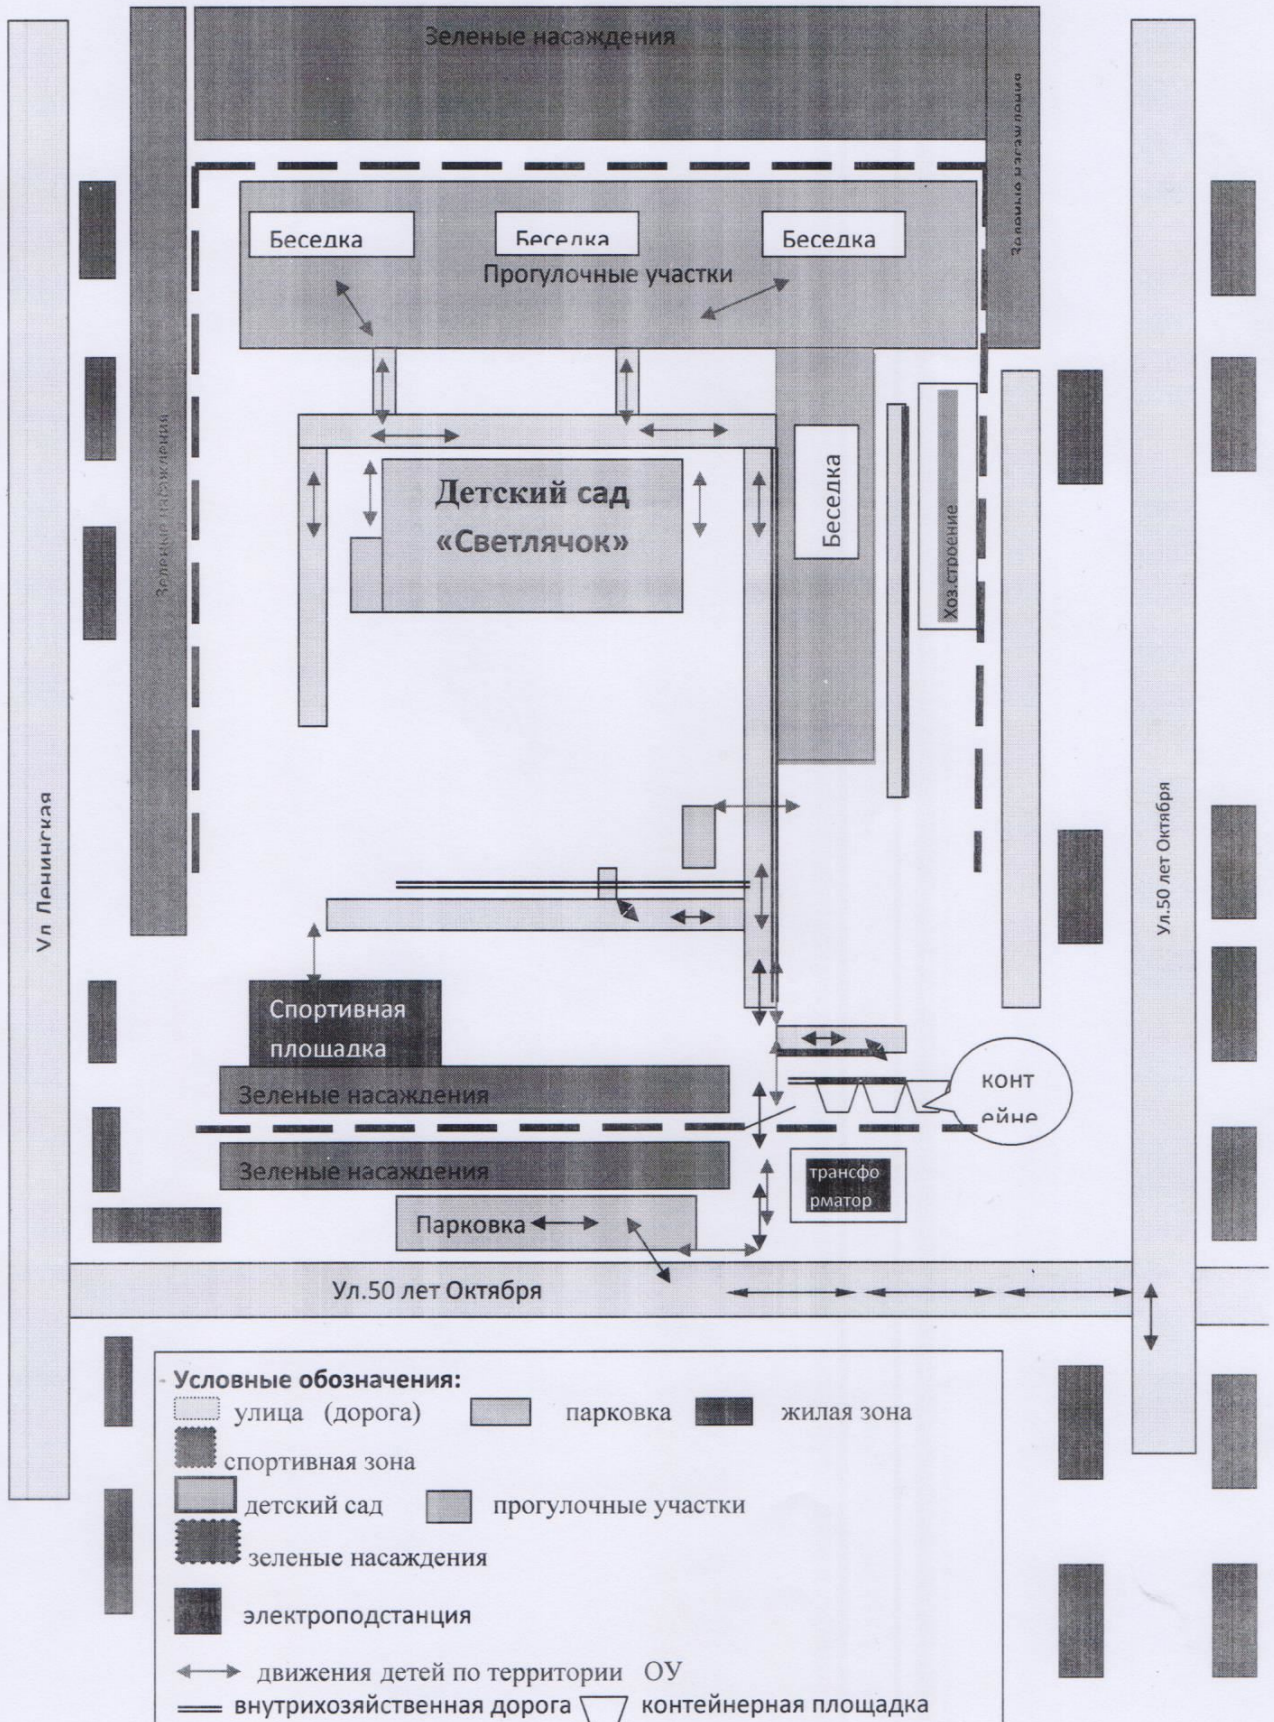 Зеленые насаждения
Зеленые насаждения
Беседка
Беседка
Беседка
Прогулочные участки
Зеленые насаждения
Детский сад
«Светлячок»
Беседка
Хоз.строение
Ул Ленинская
Ул.50 лет Октября
Спортивная
площадка
Зеленые насаждения
конт
ейне
Зеленые насаждения
трансфо
рматор
Парковка
Ул.50 лет Октября
Условные обозначения:
улица (дорога) парковка жилая зона
спортивная зона
детский сад прогулочные участки
зеленые насаждения
электроподстанция
движения детей по территории ОУ
внутрихозяйственная дорога контейнерная площадка